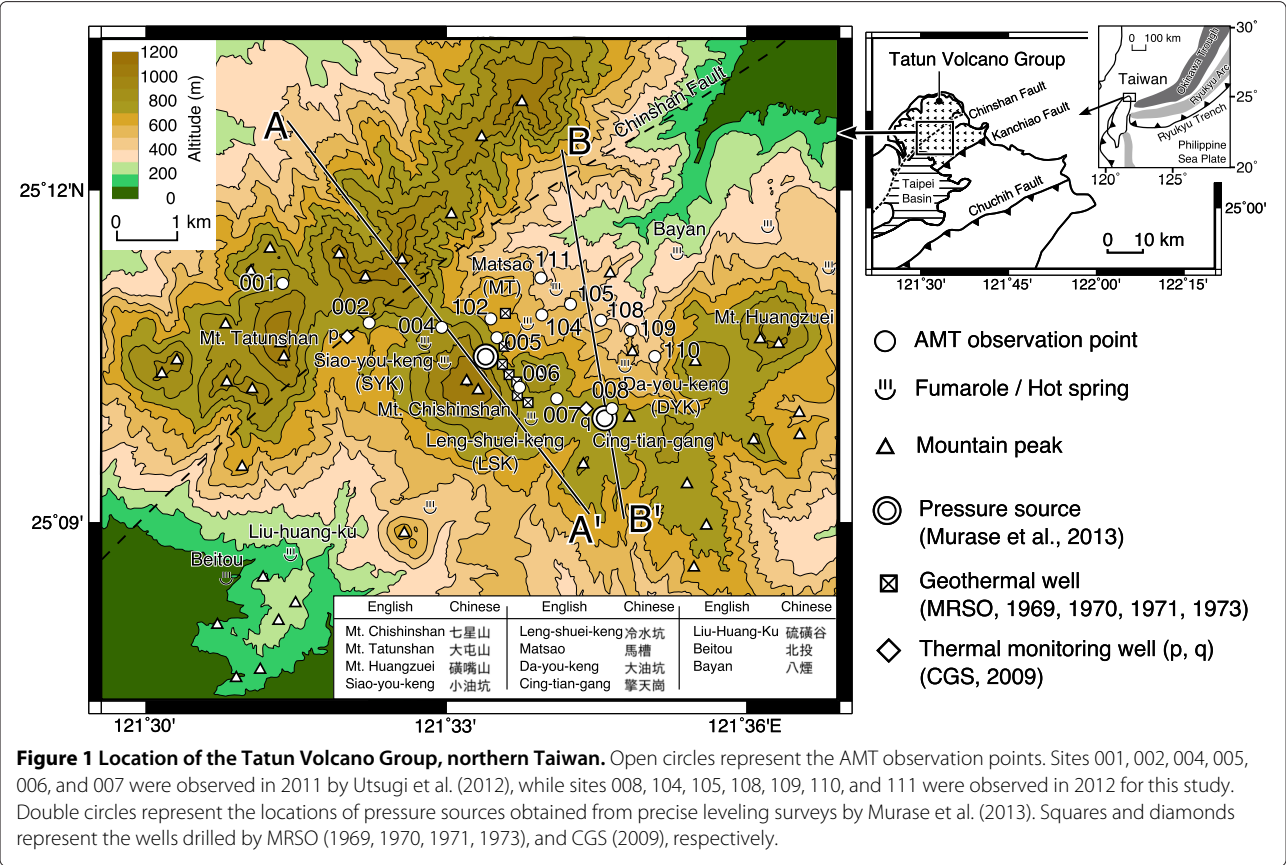 1200
1000
800
600
400
200
0
Altitude (m)
0 1 km
25°12'N
25°09'
121°30'
121°33'
121°36'E
A
A'
B
B'
Chinshan Fault
Bayan
Matsao
(MT)
111
105
108
109
110
104
102
001
002
004
005
006
007
008
p
q
Mt. Tatunshan
Siao-you-keng
(SYK)
Mt. Chishinshan
Leng-shuei-keng
(LSK)
Mt. Huangzuei
Da-you-keng
(DYK)
Cing-tian-gang
Liu-huang-ku
Beitou
English Chinese English Chinese English Chinese
Mt. Chishinshan 七星山 Leng-shuei-keng 冷水坑 Liu-Huang-Ku 硫磺谷
Mt. Tatunshan 大屯山 Matsao 馬槽 Beitou 北投
Mt. Huangzuei 磺嘴山 Da-you-keng 大油坑 Bayan 八煙
Siao-you-keng 小油坑 Cing-tian-gang 擎天崗
Tatun Volcano Group
Chinshan Fault
Kanchiao Fault
Taipei
Basin
Chuchih Fault
0 10 km
25°00'
121°30'
121°45'
122°00'
122°15'
0 100 km
Taiwan
Okinawa Trough
Ryukyu Arc
Ryukyu Trench
Philippine
Sea Plate
30°
25°
20°
120°
125°
AMT observation point
Fumarole / Hot spring
Mountain peak
Pressure source
(Murase et al., 2013)
Geothermal well
(MRSO, 1969, 1970, 1971, 1973)
Thermal monitoring well (p, q)
(CGS, 2009)
Figure 1 Location of the Tatun Volcano Group, northern Taiwan. Open circles represent the AMT observation points. Sites 001, 002, 004, 005,
006, and 007 were observed in 2011 by Utsugi et al. (2012), while sites 008, 104, 105, 108, 109, 110, and 111 were observed in 2012 for this study.
Double circles represent the locations of pressure sources obtained from precise leveling surveys by Murase et al. (2013). Squares and diamonds
represent the wells drilled by MRSO (1969, 1970, 1971, 1973), and CGS (2009), respectively.